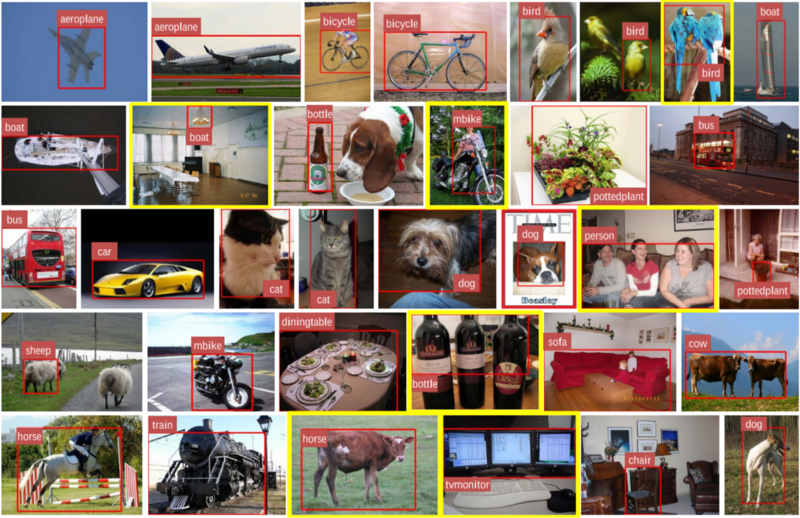 aeroplane
aeroplane
bicycle
bicycle
bird
bird
bird
boat
boat
boat
bottle
mbike
pottedplant
bus
bus
car
cat
cat
dog
TIME
dog
Beasley
person
pottedplant
sheep
mbike
diningtable
bottle
sofa
cow
horse
train
horse
tvmonitor
chair
dog